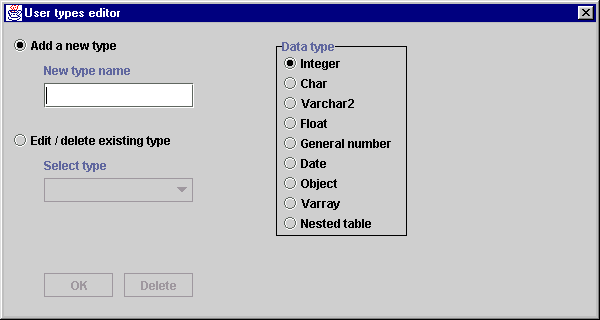 User types editor
Add a new type
New type name
Edit / delete existing type
Select type
OK
Delete
Data type
Integer
Char
Varchar2
Float
General number
Date
Object
Varray
Nested table